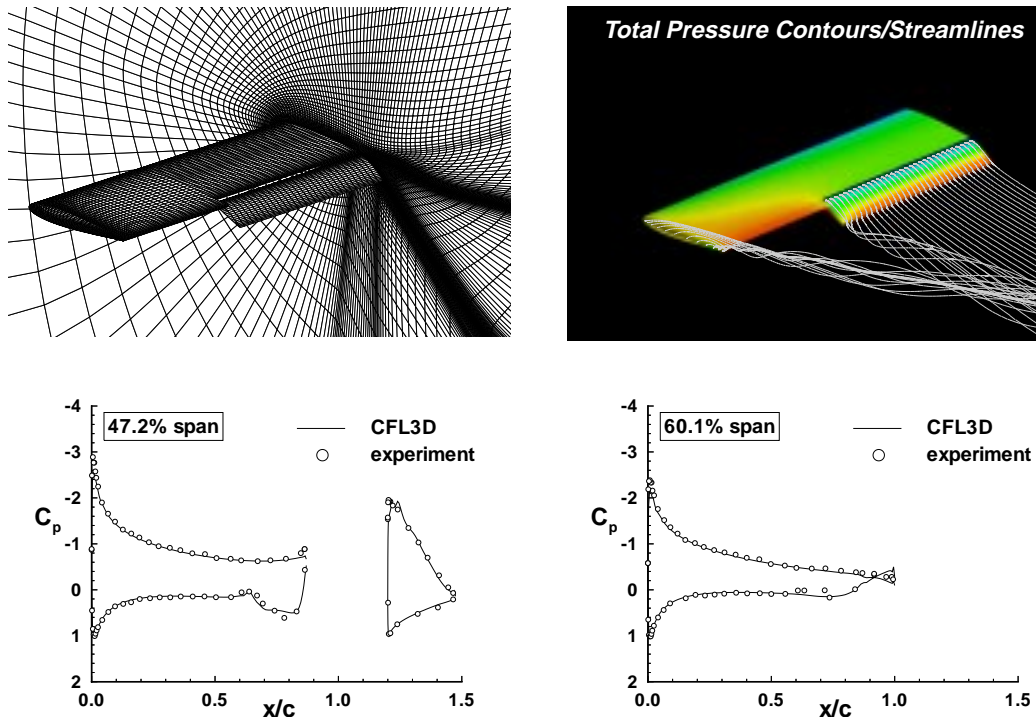 Total Pressure Contours/Streamlines
-4
-3
-2
-1
0
1
2
Cp
47.2% span
CFL3D
experiment
0.0
0.5
1.0
1.5
x/c
-4
-3
-2
-1
0
1
2
Cp
60.1% span
CFL3D
experiment
0.0
0.5
1.0
1.5
x/c